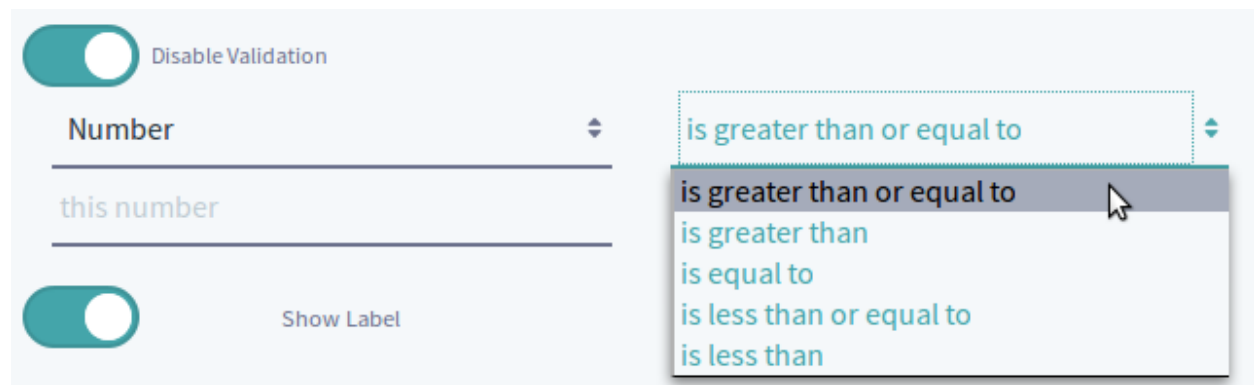 Disable Validation
Number
is greater than or equal to
this number
is greater than or equal to
is greater than
is equal to
is less than or equal to
is less than
Show Label